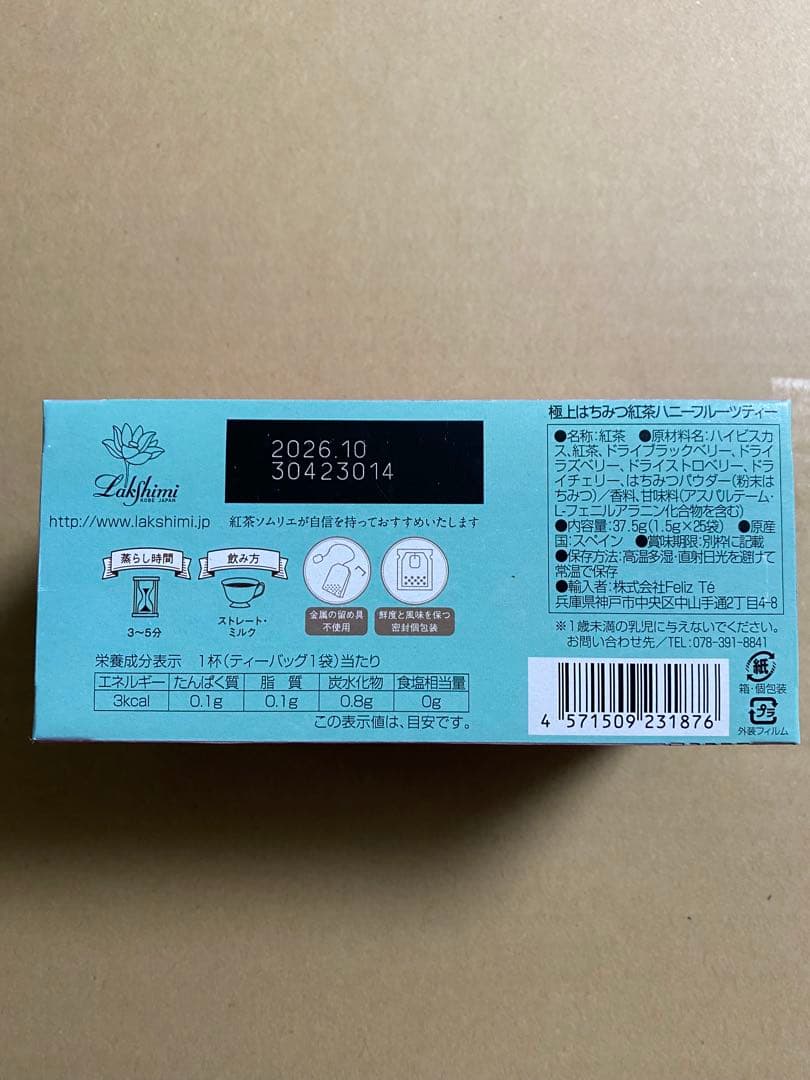 Lakshimi
KOBE JAPAN
http://www.lakshimi.jp
2026.10
30423014
紅茶ソムリエが自信を持っておすすめいたします
蒸らし時間
3〜5分
飲み方
ストレート・
ミルク
金属の留め具
不使用
鮮度と風味を保つ
密封個包装
栄養成分表示 1杯(ティーバッグ1袋)当たり
エネルギー たんぱく質 脂 質 炭水化物 食塩相当量
3kcal 0.1g 0.1g 0.8g 0g
この表示値は、目安です。
極上はちみつ紅茶ハニーフルーツティー
●名称:紅茶 ●原材料名:ハイビスカ
ス、紅茶、ドライブラックベリー、ドライ
ラズベリー、ドライストロベリー、ドラ
イチェリー、はちみつパウダー(粉末は
ちみつ)/香料、甘味料(アスパルテーム・
L-フェニルアラニン化合物を含む)
●内容量:37.5g(1.5g×25袋) ●原産
国:スペイン ●賞味期限:別枠に記載
●保存方法:高温多湿・直射日光を避けて
常温で保存
●輸入者:株式会社Feliz Té
兵庫県神戸市中央区中山手通2丁目4-8
※1歳未満の乳児に与えないでください。
お問い合わせ先/TEL:078-391-8841
4 571509 231876
紙
箱・個包装
プラ
外装フィルム